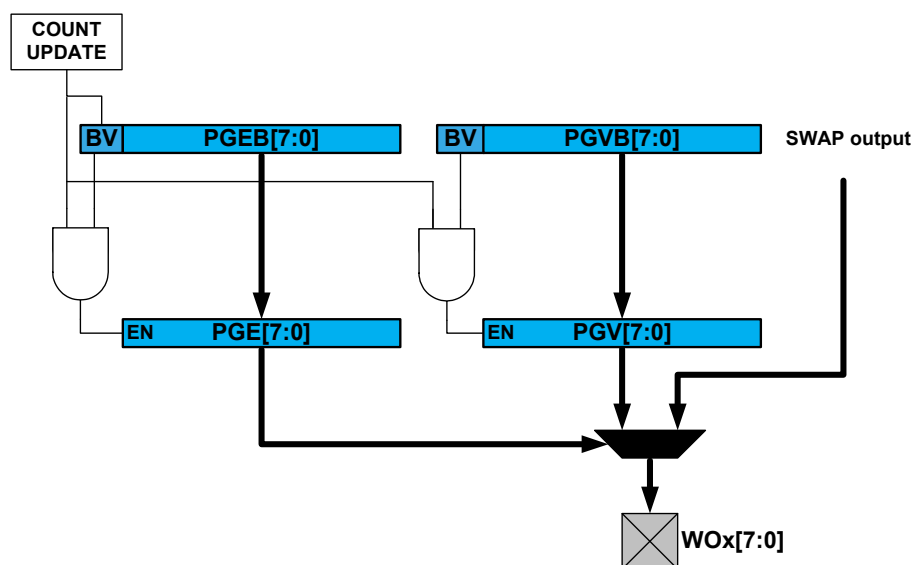 COUNT
UPDATE
BV PGEB[7:0]
BV PGVB[7:0]
SWAP output
EN PGE[7:0]
EN PGV[7:0]
WOx[7:0]